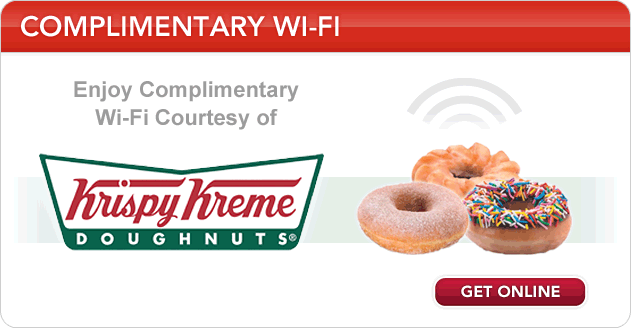 COMPLIMENTARY WI-FI
Enjoy Complimentary
Wi-Fi Courtesy of
Krispy Kreme
DOUGHNUTS®
GET ONLINE